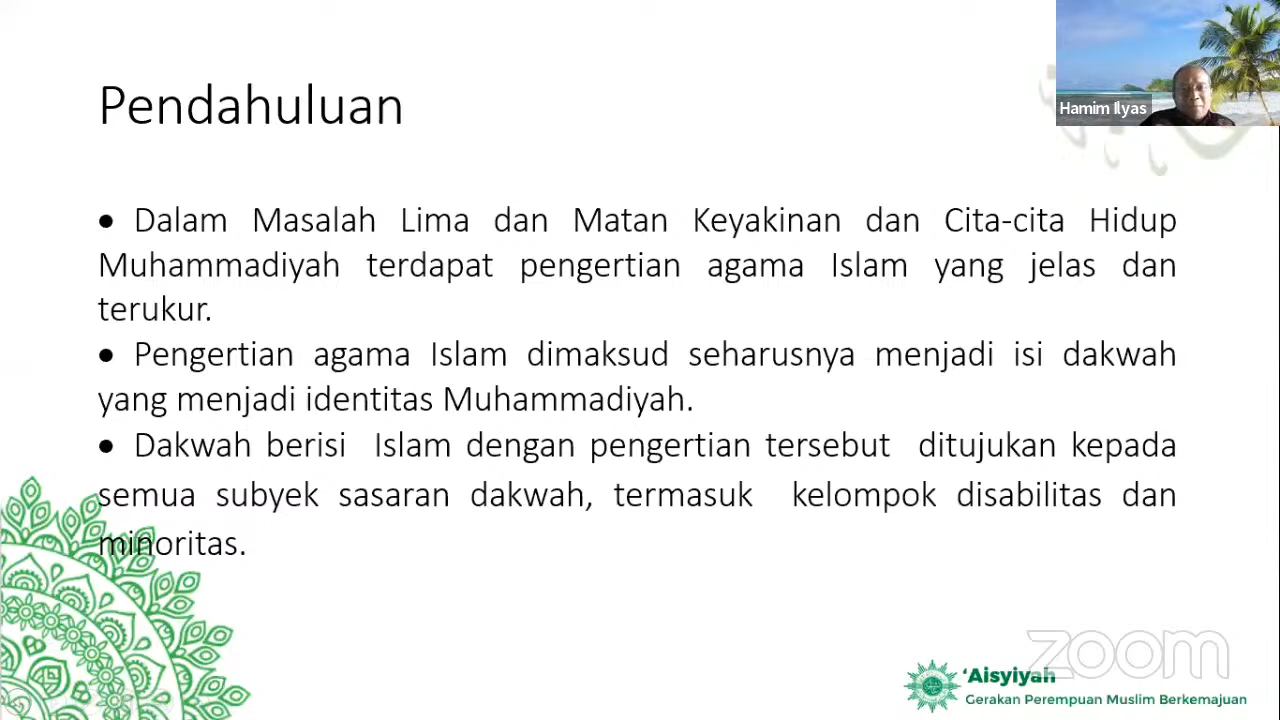 Pendahuluan
Hamim Ilyas
• Dalam Masalah Lima dan Matan Keyakinan dan Cita-cita Hidup
Muhammadiyah terdapat pengertian agama Islam yang jelas dan
terukur.
• Pengertian agama Islam dimaksud seharusnya menjadi isi dakwah
yang menjadi identitas Muhammadiyah.
• Dakwah berisi Islam dengan pengertian tersebut ditujukan kepada
semua subyek sasaran dakwah, termasuk kelompok disabilitas dan
minoritas.
zoom
‘Aisyiyah
Gerakan Perempuan Muslim Berkemajuan